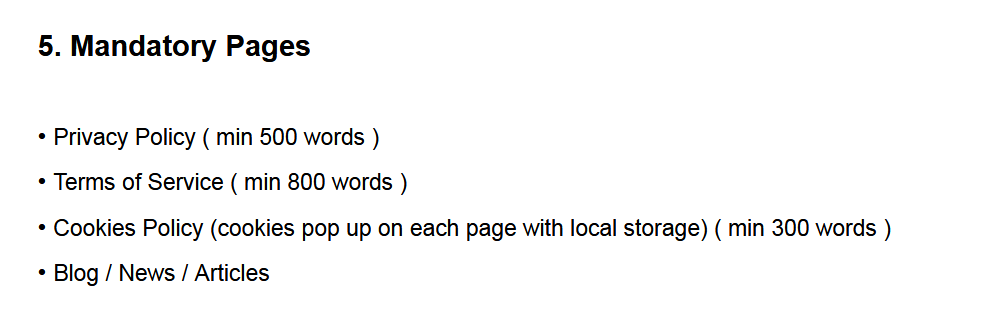 5. Mandatory Pages
• Privacy Policy ( min 500 words )
• Terms of Service ( min 800 words )
• Cookies Policy (cookies pop up on each page with local storage) ( min 300 words )
• Blog / News / Articles